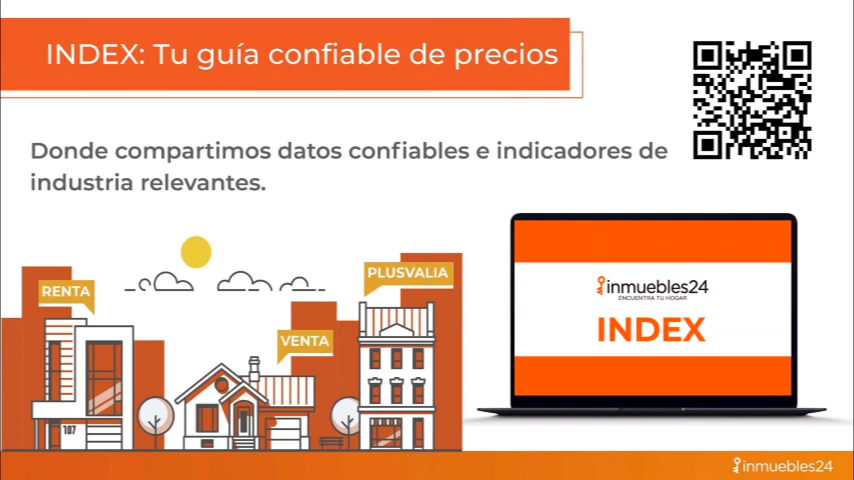 INDEX: Tu guía confiable de precios
Donde compartimos datos confiables e indicadores de
industria relevantes.
RENTA
VENTA
PLUSVALIA
107
inmuebles24
ENCUENTRA TU HOGAR
INDEX
inmuebles24